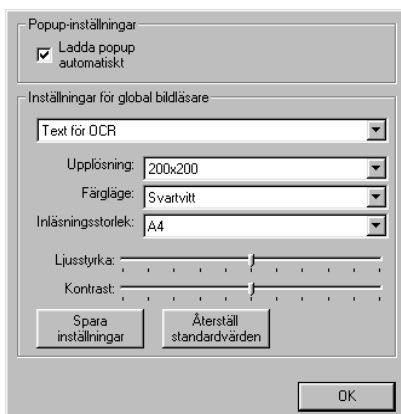 Popup-inställningar
Ladda popup
automatiskt
Inställningar för global bildläsare
Text för OCR
Upplösning: 200x200
Färgläge: Svartvitt
Inläsningsstorlek: A4
Ljusstyrka:
Kontrast:
Spara
inställningar
Återställ
standardvärden
OK